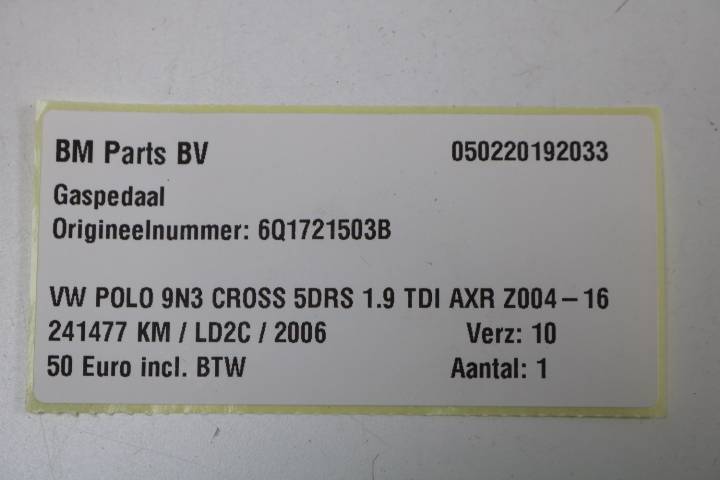 BM Parts BV 050220192033
Gaspedaal
Origineelnummer: 6Q1721503B
VW POLO 9N3 CROSS 5DRS 1.9 TDI AXR Z004-16
241477 KM / LD2C / 2006 Verz: 10
50 Euro incl. BTW Aantal: 1